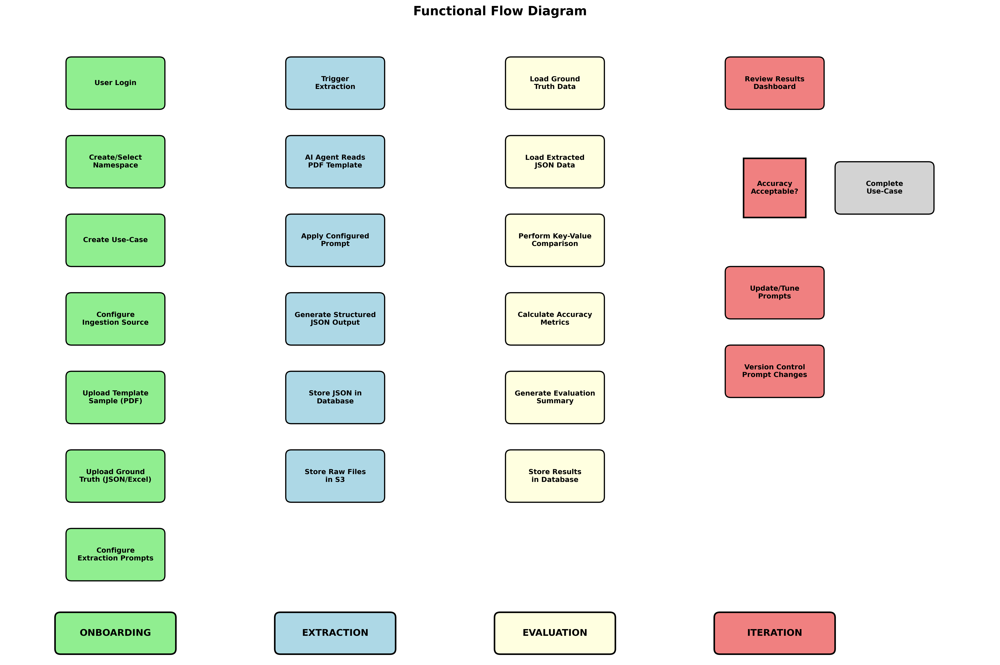 Functional Flow Diagram
User Login
Create/Select
Namespace
Create Use-Case
Configure
Ingestion Source
Upload Template
Sample (PDF)
Upload Ground
Truth (JSON/Excel)
Configure
Extraction Prompts
ONBOARDING
Trigger
Extraction
AI Agent Reads
PDF Template
Apply Configured
Prompt
Generate Structured
JSON Output
Store JSON in
Database
Store Raw Files
in S3
EXTRACTION
Load Ground
Truth Data
Load Extracted
JSON Data
Perform Key-Value
Comparison
Calculate Accuracy
Metrics
Generate Evaluation
Summary
Store Results
in Database
EVALUATION
Review Results
Dashboard
Accuracy
Acceptable?
Complete
Use-Case
Update/Tune
Prompts
Version Control
Prompt Changes
ITERATION